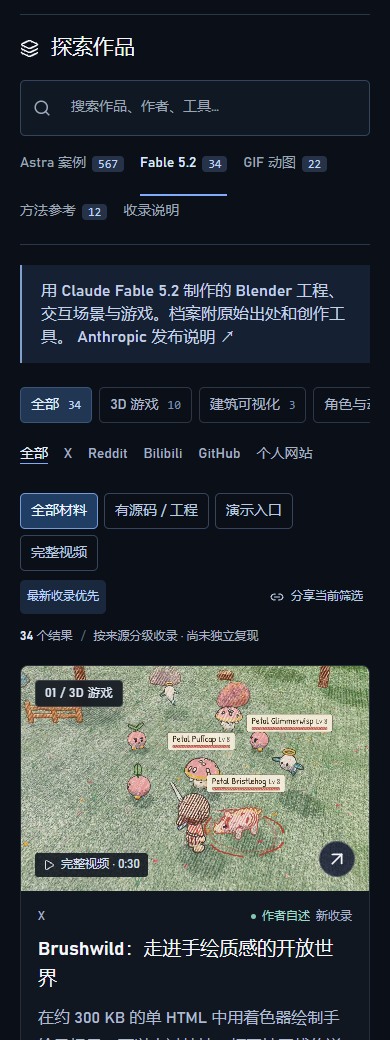 探索作品
搜索作品、作者、工具...
Astra 案例 567 Fable 5.2 34 GIF 动图 22
方法参考 12 收录说明
用 Claude Fable 5.2 制作的 Blender 工程、
交互场景与游戏。档案附原始出处和创作工
具。 Anthropic 发布说明 ↗
全部 34 3D 游戏 10 建筑可视化 3 角色与
全部 X Reddit Bilibili GitHub 个人网站
全部材料 有源码 / 工程 演示入口
完整视频
最新收录优先 分享当前筛选
34 个结果 / 按来源分级收录 · 尚未独立复现
01 / 3D 游戏
Petal Glimmerwisp Lv 8
Petal Puffcap Lv 8
Petal Bristlehog Lv 8
完整视频 · 0:30
X 作者自述 新收录
Brushwild：走进手绘质感的开放世
界
在约 300 KB 的单 HTML 中用着色器绘制手